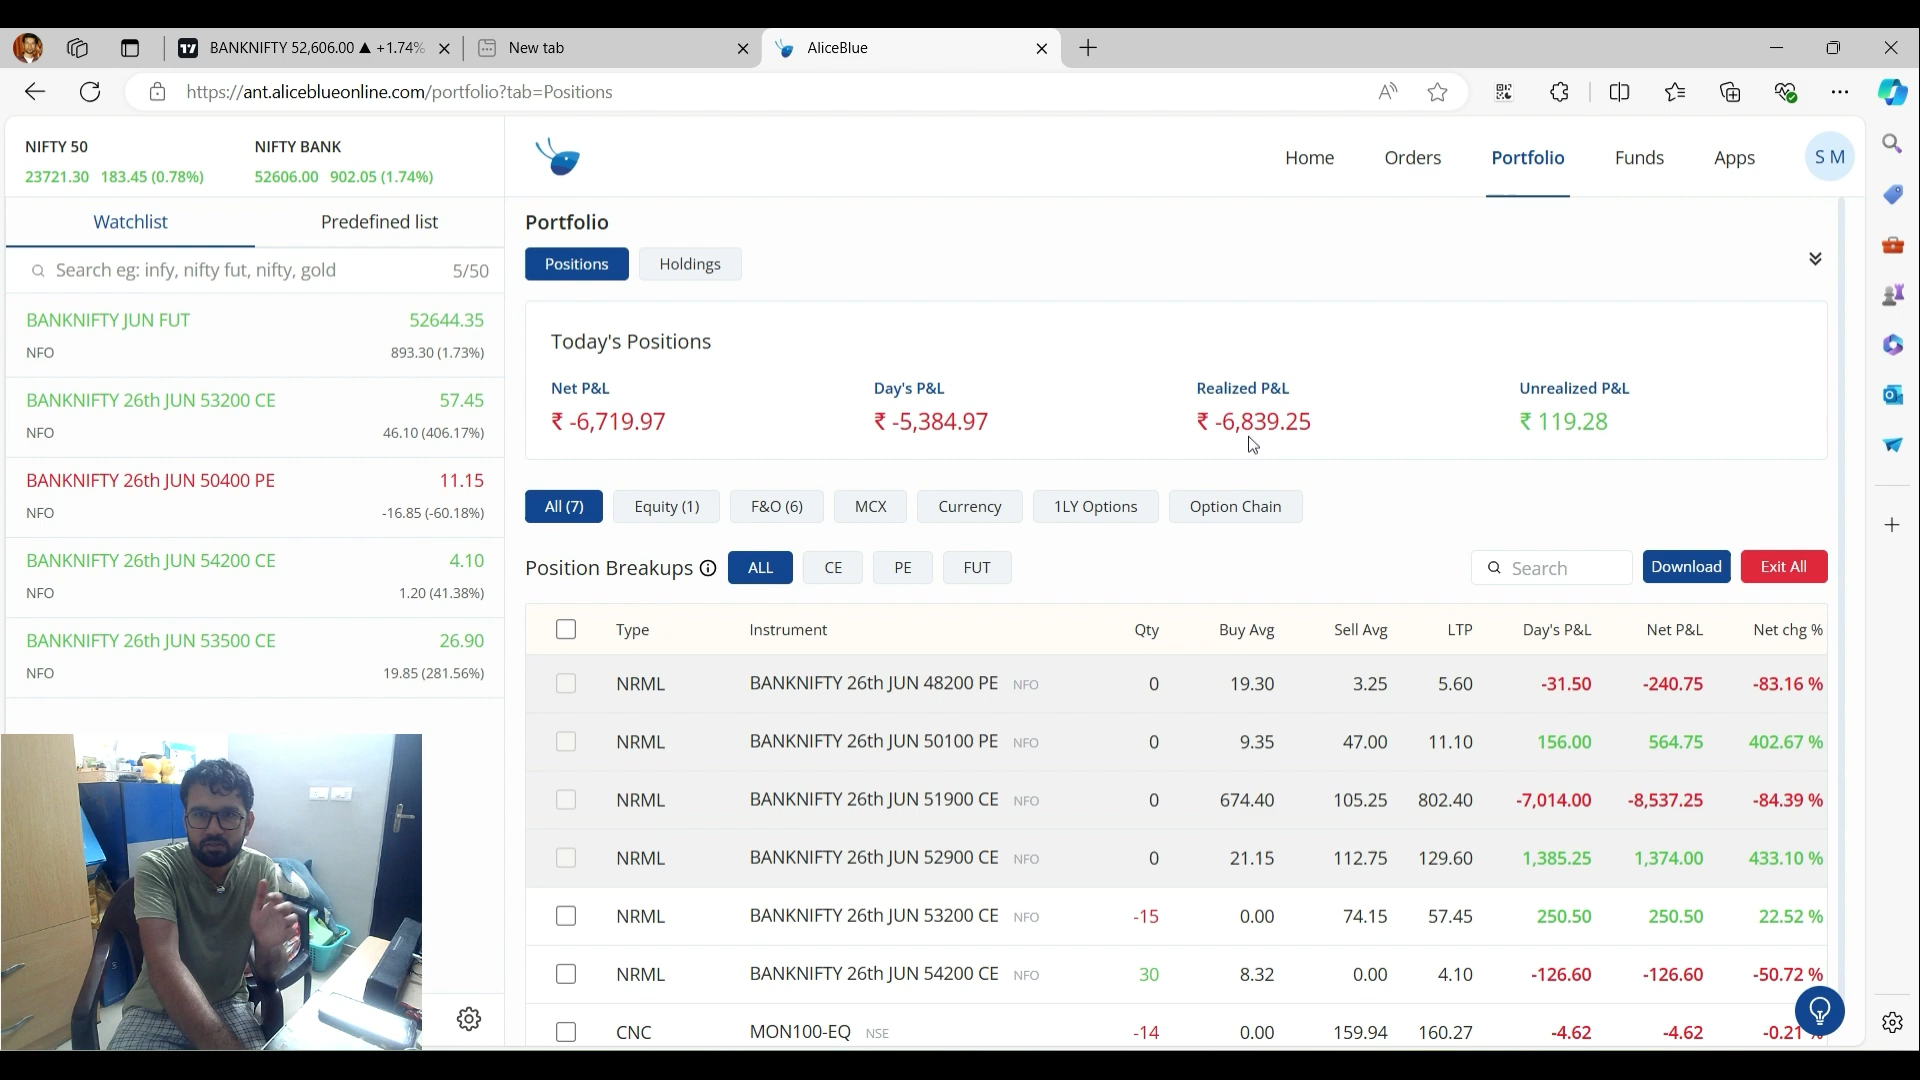 BANKNIFTY 52,606.00 ▲ +1.74%
New tab
AliceBlue
https://ant.aliceblueonline.com/portfolio?tab=Positions
NIFTY 50
23721.30 183.45 (0.78%)
NIFTY BANK
52606.00 902.05 (1.74%)
Watchlist
Predefined list
Search eg: infy, nifty fut, nifty, gold 5/50
BANKNIFTY JUN FUT 52644.35
NFO 893.30 (1.73%)
BANKNIFTY 26th JUN 53200 CE 57.45
NFO 46.10 (406.17%)
BANKNIFTY 26th JUN 50400 PE 11.15
NFO -16.85 (-60.18%)
BANKNIFTY 26th JUN 54200 CE 4.10
NFO 1.20 (41.38%)
BANKNIFTY 26th JUN 53500 CE 26.90
NFO 19.85 (281.56%)
Home Orders Portfolio Funds Apps S M
Portfolio
Positions Holdings
Today's Positions
Net P&L Day's P&L Realized P&L Unrealized P&L
₹ -6,719.97 ₹ -5,384.97 ₹ -6,839.25 ₹ 119.28
All (7) Equity (1) F&O (6) MCX Currency 1LY Options Option Chain
Position Breakups ALL CE PE FUT Search Download Exit All
Type Instrument Qty Buy Avg Sell Avg LTP Day's P&L Net P&L Net chg %
NRML BANKNIFTY 26th JUN 48200 PE NFO 0 19.30 3.25 5.60 -31.50 -240.75 -83.16 %
NRML BANKNIFTY 26th JUN 50100 PE NFO 0 9.35 47.00 11.10 156.00 564.75 402.67 %
NRML BANKNIFTY 26th JUN 51900 CE NFO 0 674.40 105.25 802.40 -7,014.00 -8,537.25 -84.39 %
NRML BANKNIFTY 26th JUN 52900 CE NFO 0 21.15 112.75 129.60 1,385.25 1,374.00 433.10 %
NRML BANKNIFTY 26th JUN 53200 CE NFO -15 0.00 74.15 57.45 250.50 250.50 22.52 %
NRML BANKNIFTY 26th JUN 54200 CE NFO 30 8.32 0.00 4.10 -126.60 -126.60 -50.72 %
CNC MON100-EQ NSE -14 0.00 159.94 160.27 -4.62 -4.62 -0.21 %